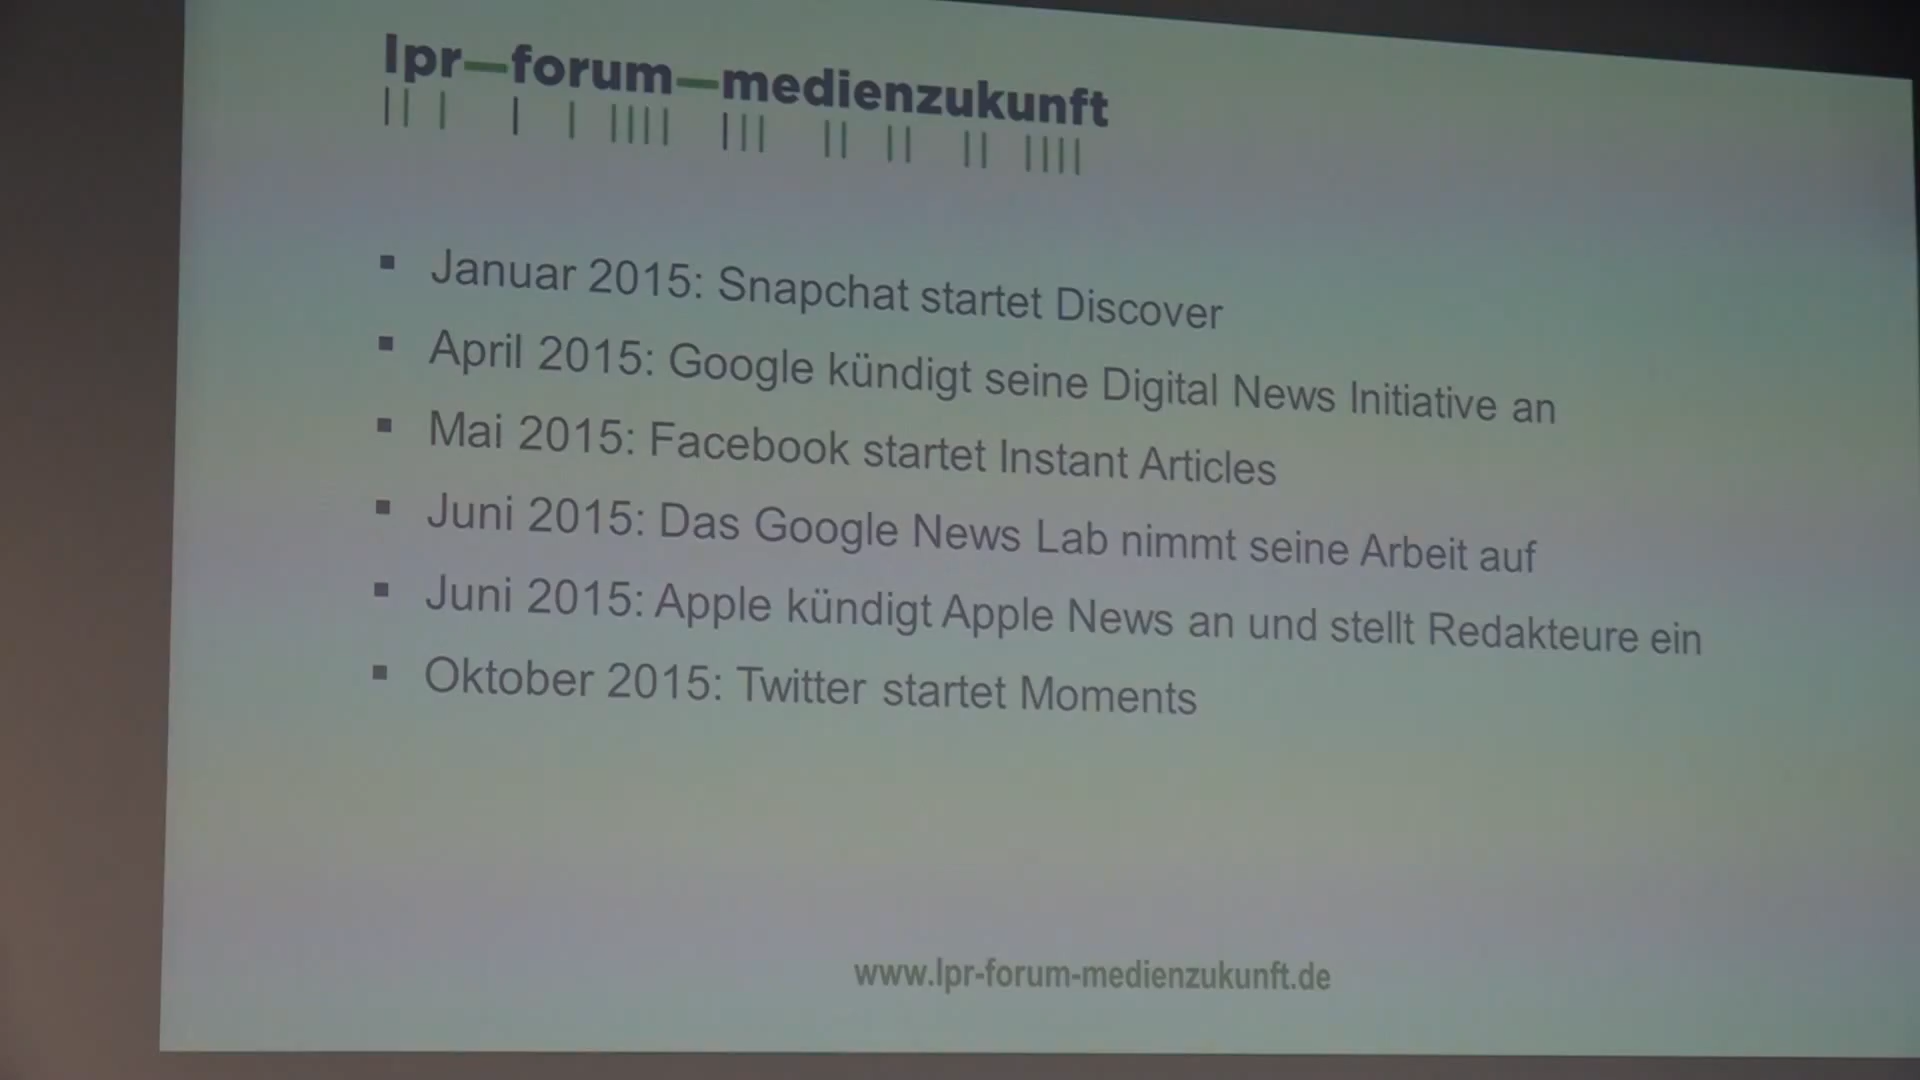 lpr—forum—medienzukunft
▪ Januar 2015: Snapchat startet Discover
▪ April 2015: Google kündigt seine Digital News Initiative an
▪ Mai 2015: Facebook startet Instant Articles
▪ Juni 2015: Das Google News Lab nimmt seine Arbeit auf
▪ Juni 2015: Apple kündigt Apple News an und stellt Redakteure ein
▪ Oktober 2015: Twitter startet Moments
www.lpr-forum-medienzukunft.de